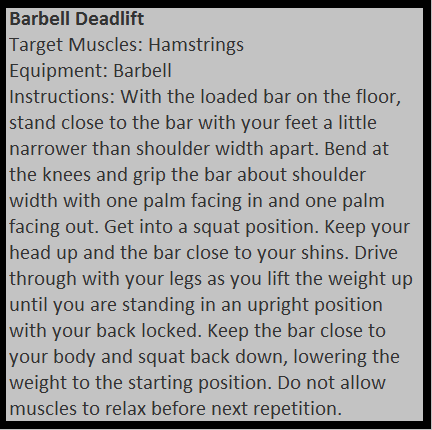 Barbell Deadlift
Target Muscles: Hamstrings
Equipment: Barbell
Instructions: With the loaded bar on the floor,
stand close to the bar with your feet a little
narrower than shoulder width apart. Bend at
the knees and grip the bar about shoulder
width with one palm facing in and one palm
facing out. Get into a squat position. Keep your
head up and the bar close to your shins. Drive
through with your legs as you lift the weight up
until you are standing in an upright position
with your back locked. Keep the bar close to
your body and squat back down, lowering the
weight to the starting position. Do not allow
muscles to relax before next repetition.